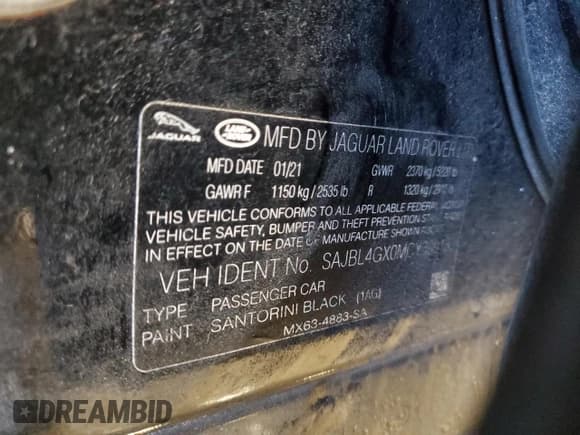 JAGUAR LAND ROVER MFD BY JAGUAR LAND ROVER
MFD DATE 01/21 GVWR 2370 kg/5220 lb
GAWR F 1150 kg/2535 lb R 1320 kg
THIS VEHICLE CONFORMS TO ALL APPLICABLE FEDERAL
VEHICLE SAFETY, BUMPER AND THEFT PREVENTION
IN EFFECT ON THE DATE OF MANUFACTURE SHOWN
VEH IDENT No.
TYPE PASSENGER CAR
PAINT SANTORINI BLACK (1AG)
MX63-4883-SA
DREAMBID